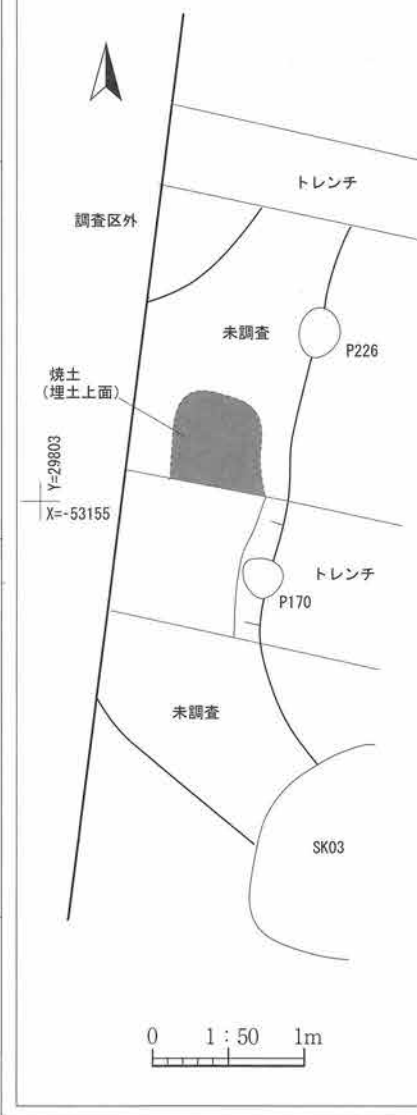 トレンチ
調査区外
未調査
P226
焼土
(埋土上面)
Y=29803
X=-53155
トレンチ
P170
未調査
SK03
0 1:50 1m